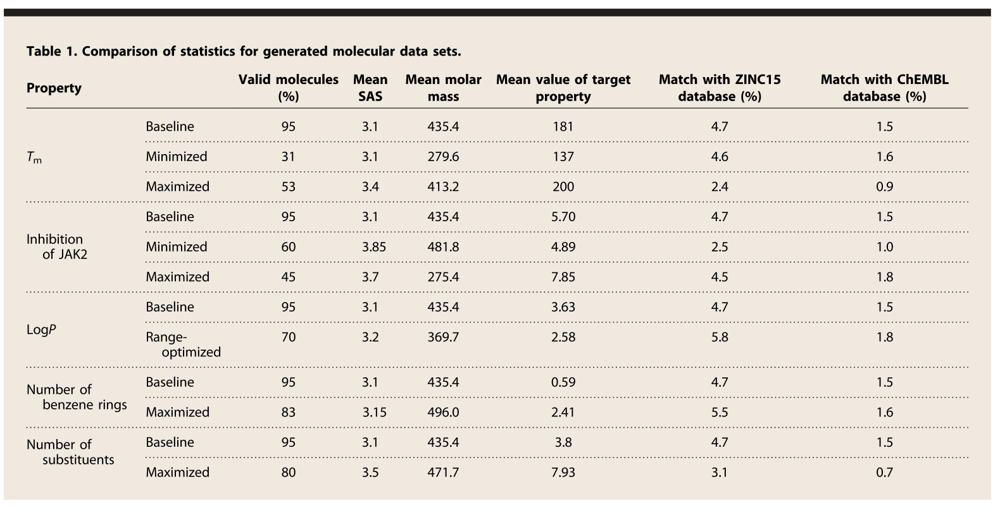 Table 1. Comparison of statistics for generated molecular data sets.
Property Valid molecules (%) Mean SAS Mean molar mass Mean value of target property Match with ZINC15 database (%) Match with ChEMBL database (%)
Tm
Baseline 95 3.1 435.4 181 4.7 1.5
Minimized 31 3.1 279.6 137 4.6 1.6
Maximized 53 3.4 413.2 200 2.4 0.9
Inhibition
of JAK2
Baseline 95 3.1 435.4 5.70 4.7 1.5
Minimized 60 3.85 481.8 4.89 2.5 1.0
Maximized 45 3.7 275.4 7.85 4.5 1.8
LogP
Baseline 95 3.1 435.4 3.63 4.7 1.5
Range-
optimized 70 3.2 369.7 2.58 5.8 1.8
Number of
benzene rings
Baseline 95 3.1 435.4 0.59 4.7 1.5
Maximized 83 3.15 496.0 2.41 5.5 1.6
Number of
substituents
Baseline 95 3.1 435.4 3.8 4.7 1.5
Maximized 80 3.5 471.7 7.93 3.1 0.7